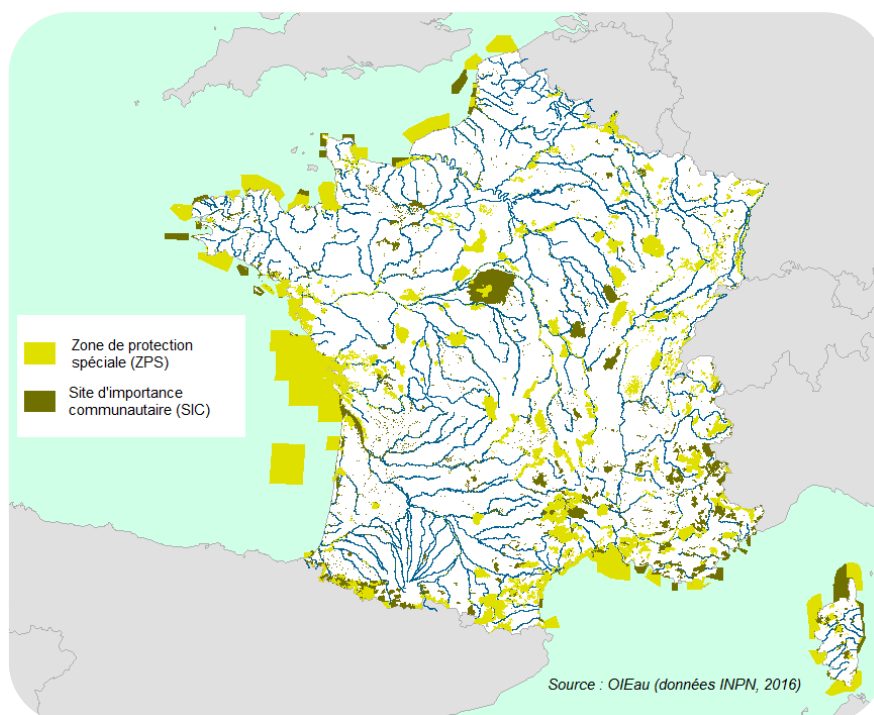 Zone de protection
spéciale (ZPS)
Site d'importance
communautaire (SIC)
Source : OIEau (données INPN, 2016)